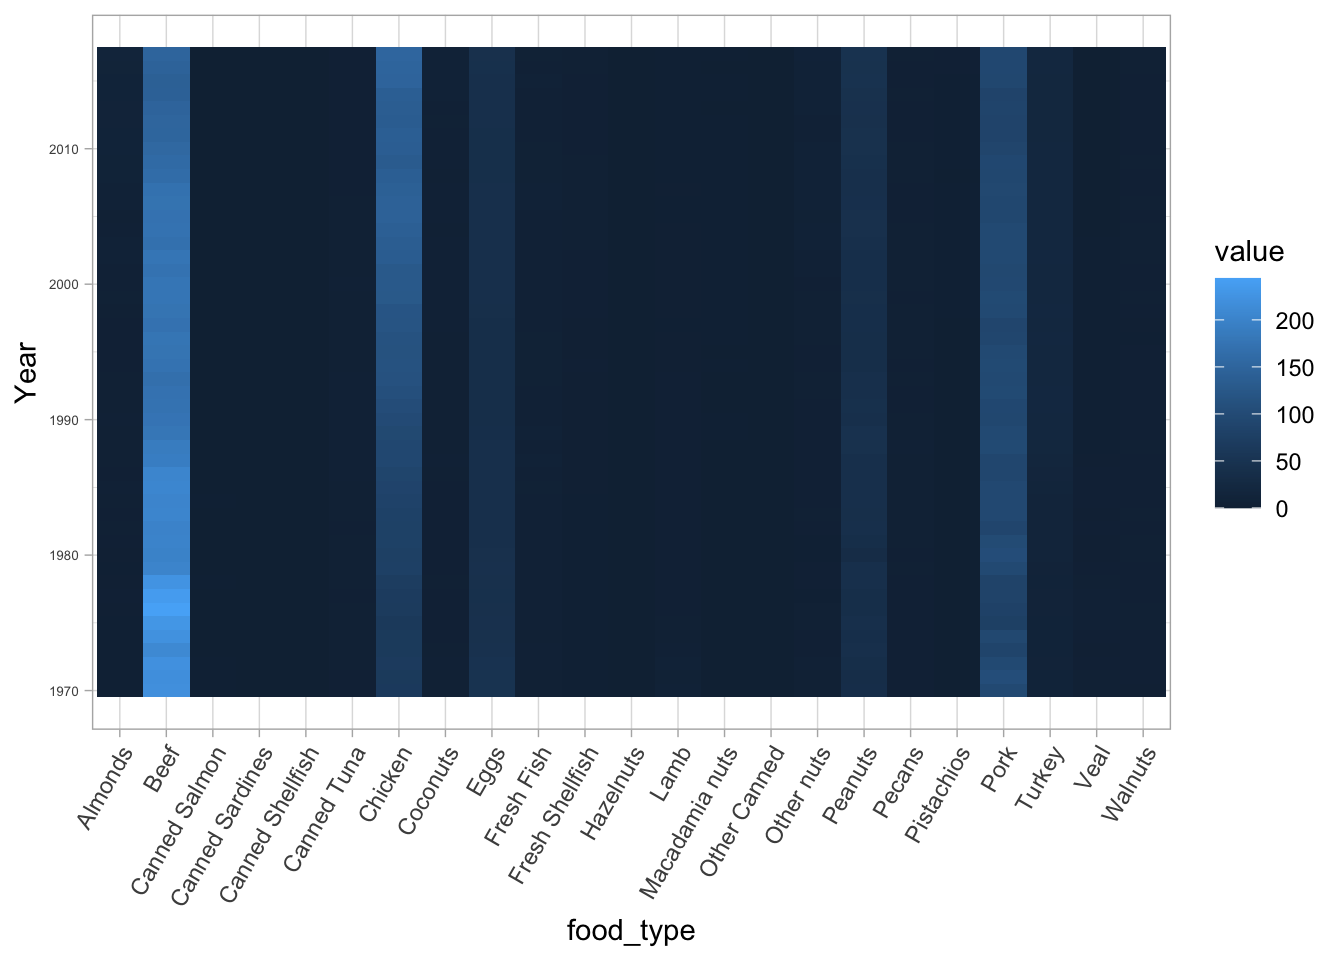 2010
2000
1990
1980
1970
Year
Almonds
Beef
Canned Salmon
Canned Sardines
Canned Shellfish
Canned Tuna
Chicken
Coconuts
Eggs
Fresh Fish
Fresh Shellfish
Hazelnuts
Lamb
Macadamia nuts
Other Canned
Other nuts
Peanuts
Pecans
Pistachios
Pork
Turkey
Veal
Walnuts
food_type
value
200
150
100
50
0